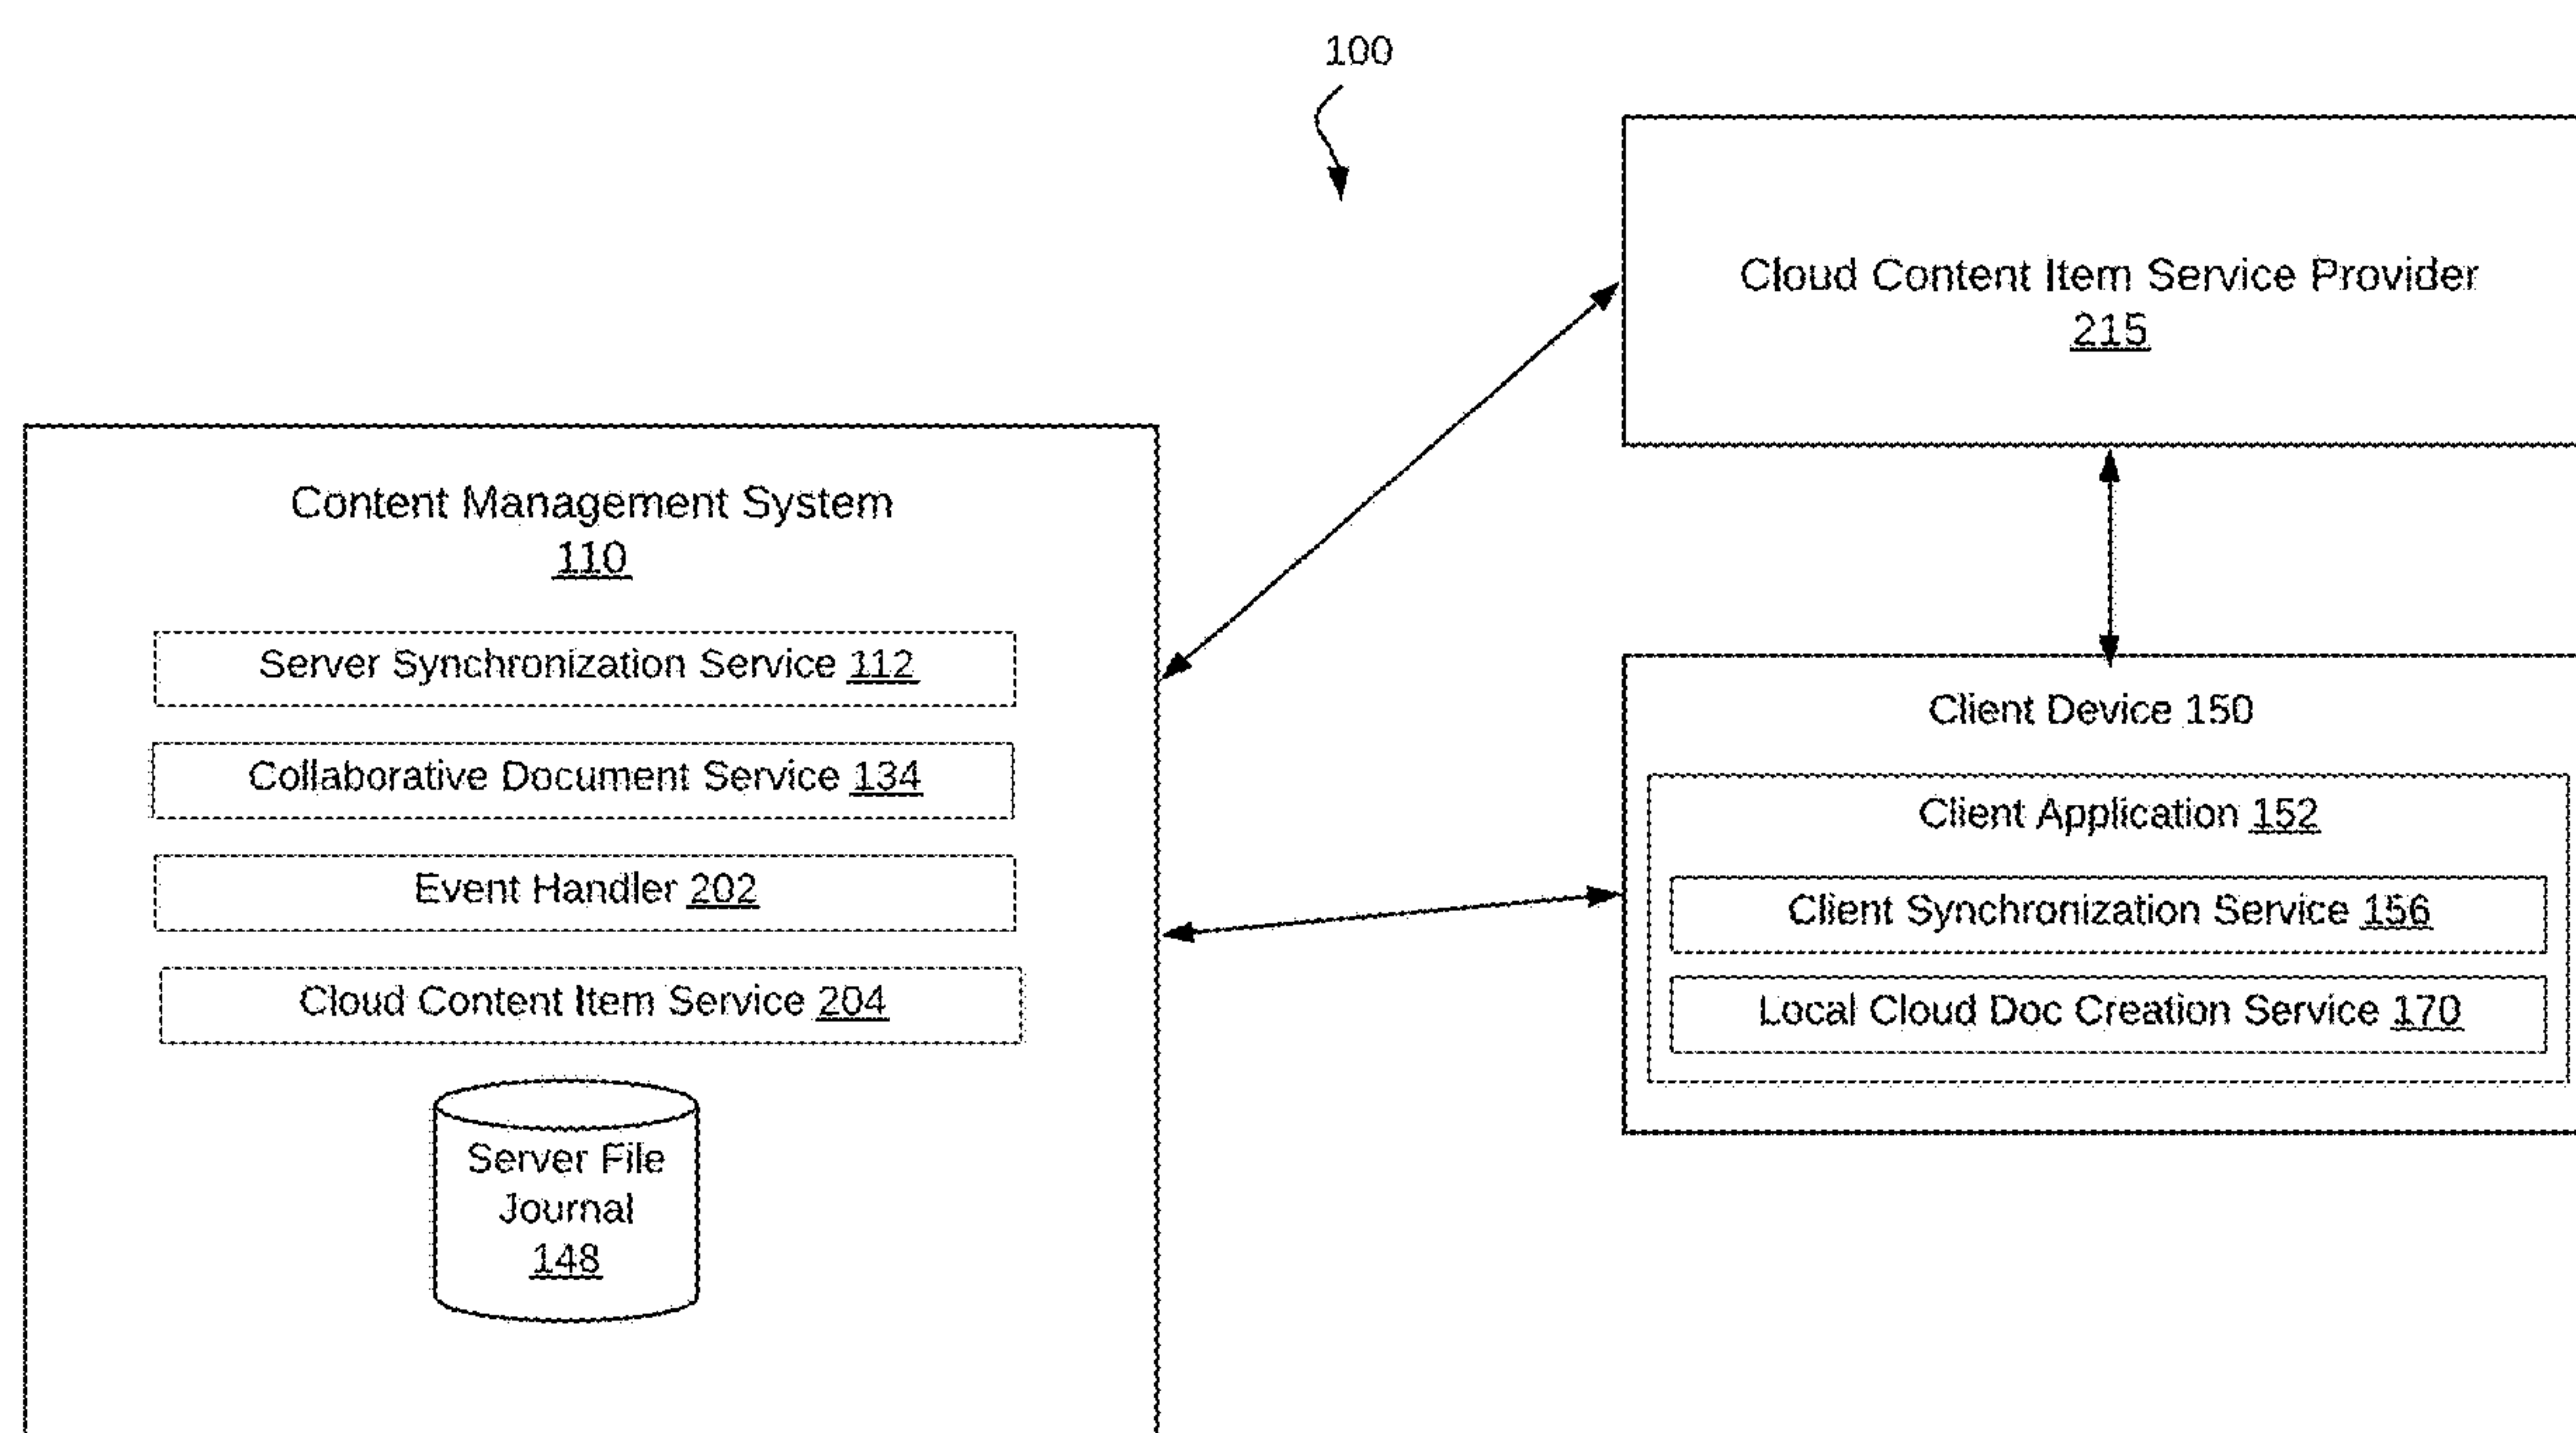 100
Cloud Content Item Service Provider
215
Content Management System
110
Server Synchronization Service 112
Collaborative Document Service 134
Event Handler 202
Cloud Content Item Service 204
Server File
Journal
148
Client Device 150
Client Application 152
Client Synchronization Service 156
Local Cloud Doc Creation Service 170